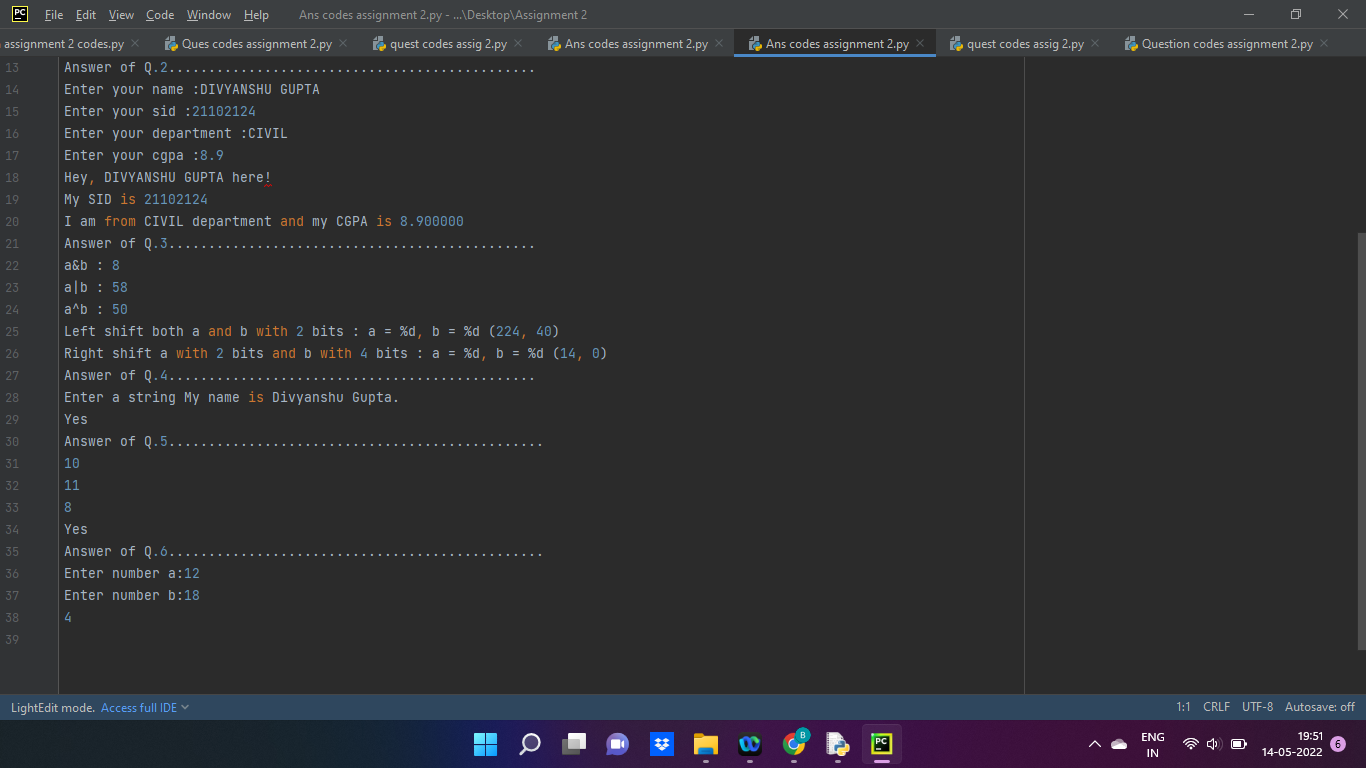 PC File Edit View Code Window Help Ans codes assignment 2.py - ...\Desktop\Assignment 2
assignment 2 codes.py Ques codes assignment 2.py quest codes assig 2.py Ans codes assignment 2.py Ans codes assignment 2.py quest codes assig 2.py Question codes assignment 2.py
13 Answer of Q.2..............................................
14 Enter your name :DIVYANSHU GUPTA
15 Enter your sid :21102124
16 Enter your department :CIVIL
17 Enter your cgpa :8.9
18 Hey, DIVYANSHU GUPTA here!
19 My SID is 21102124
20 I am from CIVIL department and my CGPA is 8.900000
21 Answer of Q.3..............................................
22 a&b : 8
23 a|b : 58
24 a^b : 50
25 Left shift both a and b with 2 bits : a = %d, b = %d (224, 40)
26 Right shift a with 2 bits and b with 4 bits : a = %d, b = %d (14, 0)
27 Answer of Q.4..............................................
28 Enter a string My name is Divyanshu Gupta.
29 Yes
30 Answer of Q.5...............................................
31 10
32 11
33 8
34 Yes
35 Answer of Q.6...............................................
36 Enter number a:12
37 Enter number b:18
38 4
39
LightEdit mode. Access full IDE 1:1 CRLF UTF-8 Autosave: off
B PC ENG IN 19:51 14-05-2022 6